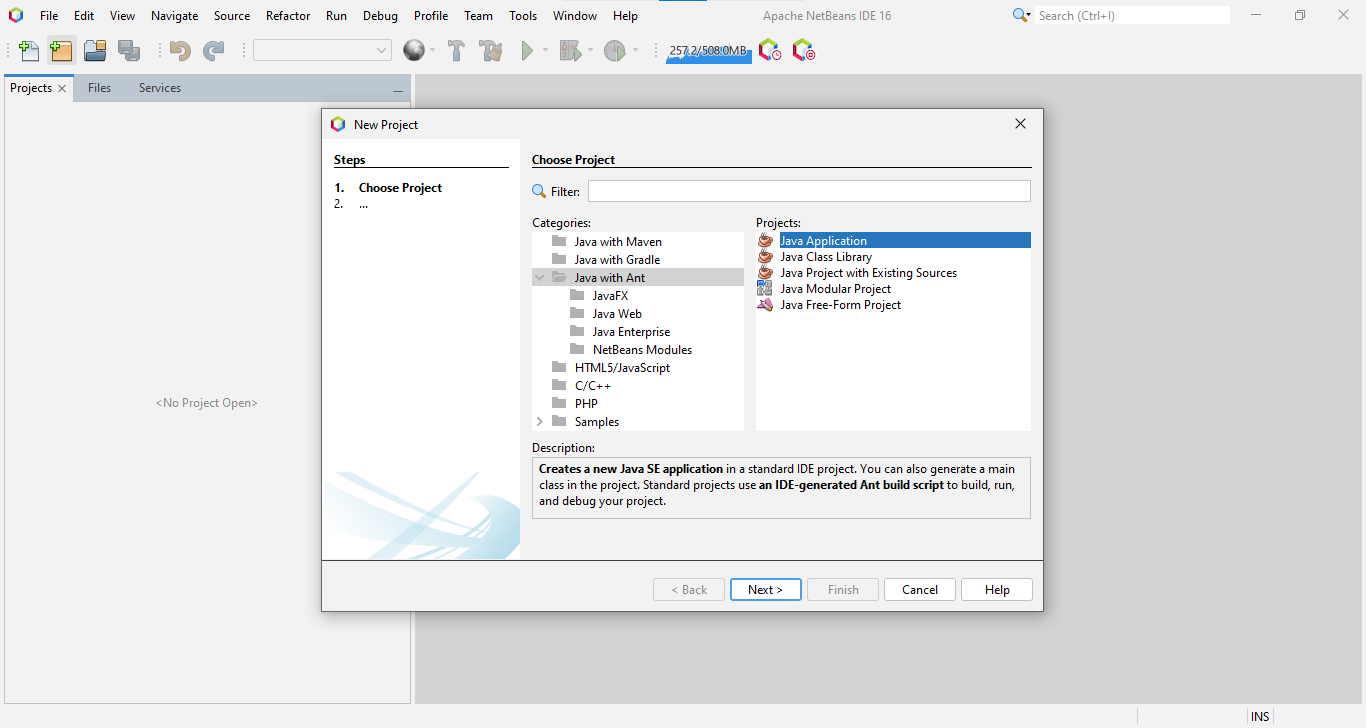 File Edit View Navigate Source Refactor Run Debug Profile Team Tools Window Help
Apache NetBeans IDE 16
Search (Ctrl+I)
257.2/508.0MB
Projects Files Services
<No Project Open>
New Project
Steps
1. Choose Project
2. ...
Choose Project
Filter:
Categories:
Java with Maven
Java with Gradle
Java with Ant
JavaFX
Java Web
Java Enterprise
NetBeans Modules
HTML5/JavaScript
C/C++
PHP
Samples
Projects:
Java Application
Java Class Library
Java Project with Existing Sources
Java Modular Project
Java Free-Form Project
Description:
Creates a new Java SE application in a standard IDE project. You can also generate a main
class in the project. Standard projects use an IDE-generated Ant build script to build, run,
and debug your project.
< Back Next > Finish Cancel Help
INS